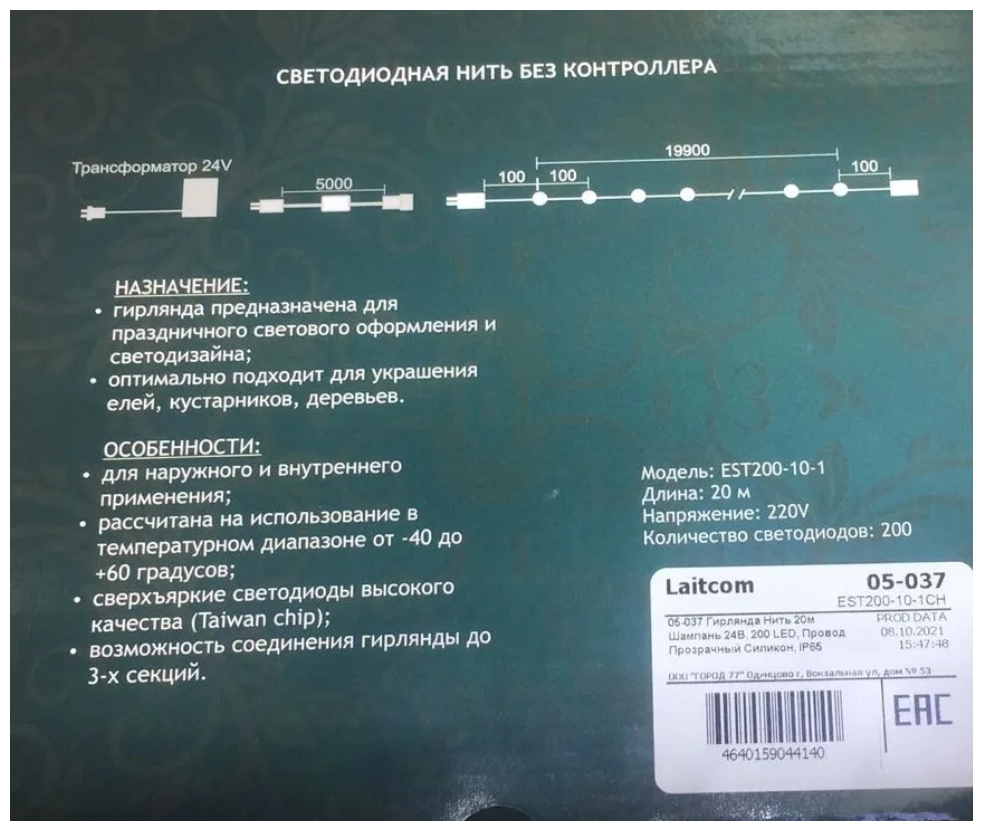 СВЕТОДИОДНАЯ НИТЬ БЕЗ КОНТРОЛЛЕРА
Трансформатор 24V
5000
19900
100
100
100
НАЗНАЧЕНИЕ:
• гирлянда предназначена для
праздничного светового оформления и
светодизайна;
• оптимально подходит для украшения
елей, кустарников, деревьев.
ОСОБЕННОСТИ:
• для наружного и внутреннего
применения;
• рассчитана на использование в
температурном диапазоне от -40 до
+60 градусов;
• сверхъяркие светодиоды высокого
качества (Taiwan chip);
• возможность соединения гирлянды до
3-х секций.
Модель: EST200-10-1
Длина: 20 м
Напряжение: 220V
Количество светодиодов: 200
Laitcom
05-037
EST200-10-1CH
05-037 Гирлянда Нить 20м
Шампань 24В, 200 LED, Провод
Прозрачный Силикон, IP65
PROD DATA
08.10.2021
15:47:48
ООО "ГОРОД 77" Одинцово г, Вокзальная ул, дом № 53
4640159044140
EAC